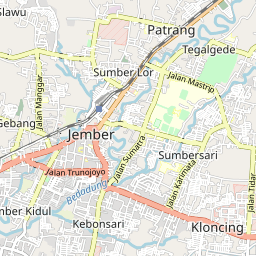 Slawu
Patrang
Tegalgede
Sumber Lor
Jalan Mastrip
Jalan Manggar
Gebang
Jember
Jalan Sumatra
Sumbersari
Jalan Trunojoyo
Jalan Karimata
Jalan Tidar
Bedadung
mber Kidul
Kebonsari
Kloncing